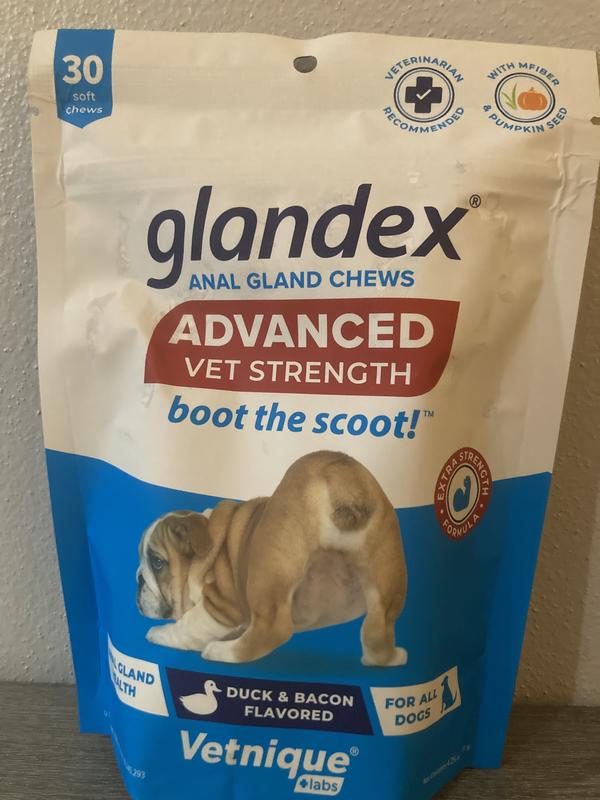 30
soft
chews
VETERINARIAN
RECOMMENDED
WITH MFIBER
& PUMPKIN SEED
glandex®
ANAL GLAND CHEWS
ADVANCED
VET STRENGTH
boot the scoot!™
EXTRA STRENGTH
FORMULA
GLAND
DUCK & BACON
FLAVORED
FOR ALL
DOGS
Vetnique®
labs